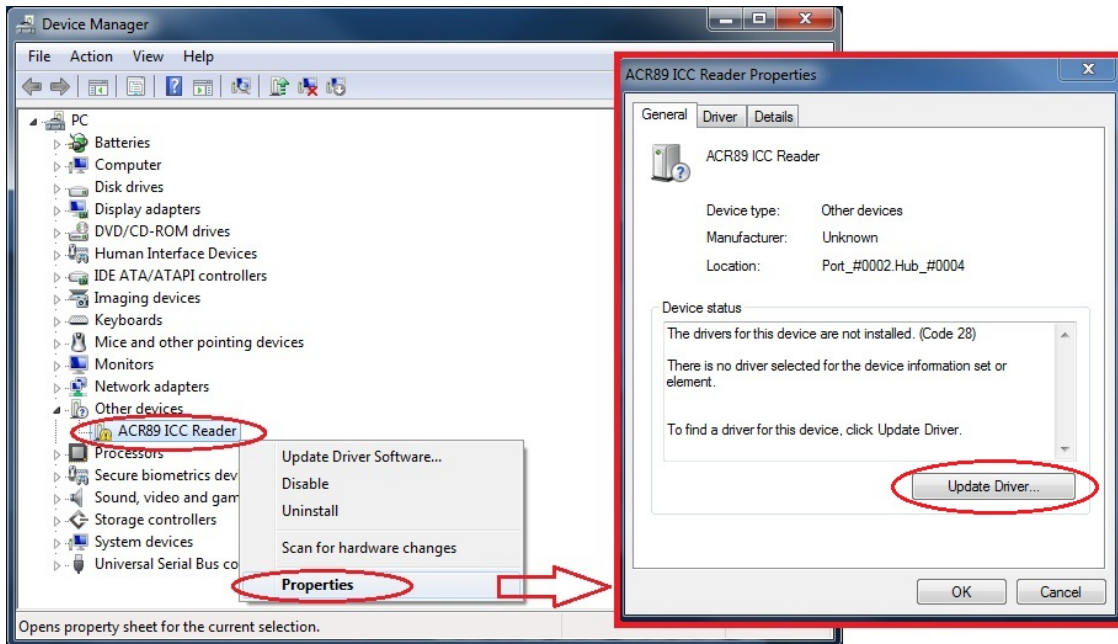 Device Manager
File Action View Help
PC
Batteries
Computer
Disk drives
Display adapters
DVD/CD-ROM drives
Human Interface Devices
IDE ATA/ATAPI controllers
Imaging devices
Keyboards
Mice and other pointing devices
Monitors
Network adapters
Other devices
ACR89 ICC Reader
Processors
Secure biometrics dev
Sound, video and gam
Storage controllers
System devices
Universal Serial Bus co
Update Driver Software...
Disable
Uninstall
Scan for hardware changes
Properties
Opens property sheet for the current selection.
ACR89 ICC Reader Properties
General Driver Details
ACR89 ICC Reader
Device type: Other devices
Manufacturer: Unknown
Location: Port_#0002.Hub_#0004
Device status
The drivers for this device are not installed. (Code 28)
There is no driver selected for the device information set or
element.
To find a driver for this device, click Update Driver.
Update Driver...
OK Cancel